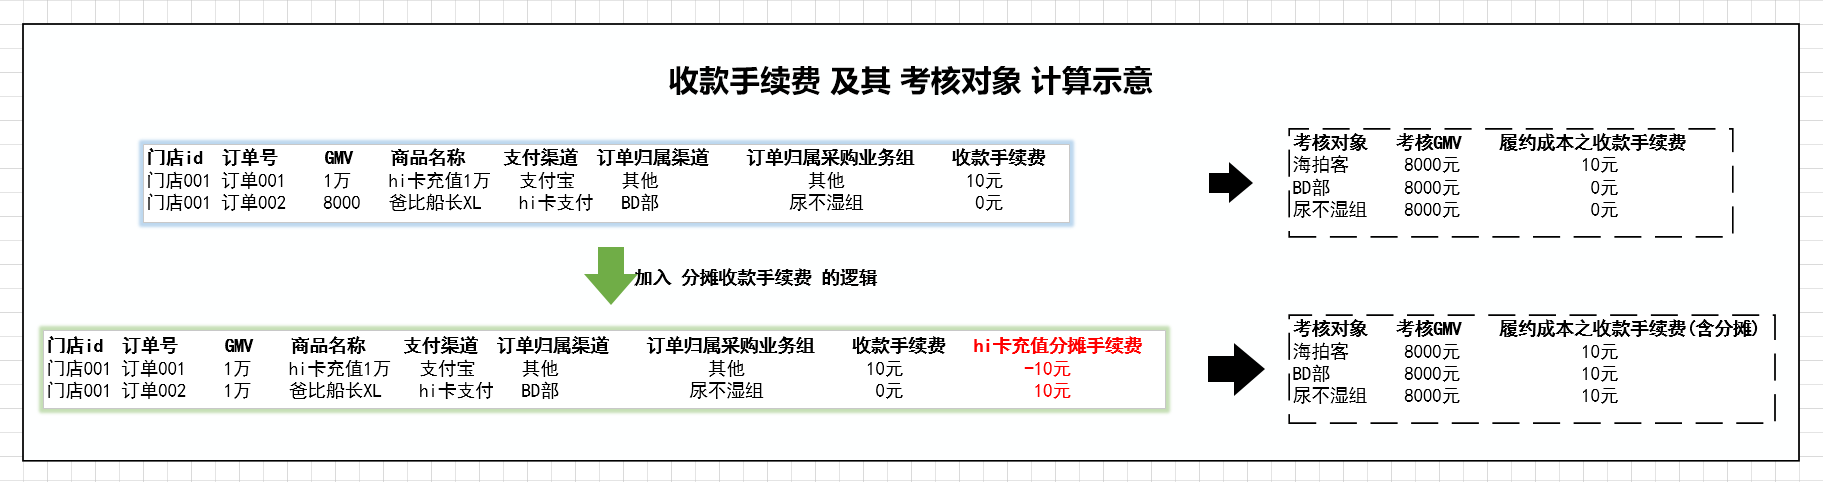 收款手续费 及其 考核对象 计算示意
门店id 订单号 GMV 商品名称 支付渠道 订单归属渠道 订单归属采购业务组 收款手续费
门店001 订单001 1万 hi卡充值1万 支付宝 其他 其他 10元
门店001 订单002 8000 爸比船长XL hi卡支付 BD部 尿不湿组 0元
考核对象 考核GMV 履约成本之收款手续费
海拍客 8000元 10元
BD部 8000元 0元
尿不湿组 8000元 0元
加入 分摊收款手续费 的逻辑
门店id 订单号 GMV 商品名称 支付渠道 订单归属渠道 订单归属采购业务组 收款手续费 hi卡充值分摊手续费
门店001 订单001 1万 hi卡充值1万 支付宝 其他 其他 10元 -10元
门店001 订单002 1万 爸比船长XL hi卡支付 BD部 尿不湿组 0元 10元
考核对象 考核GMV 履约成本之收款手续费(含分摊)
海拍客 8000元 10元
BD部 8000元 10元
尿不湿组 8000元 10元